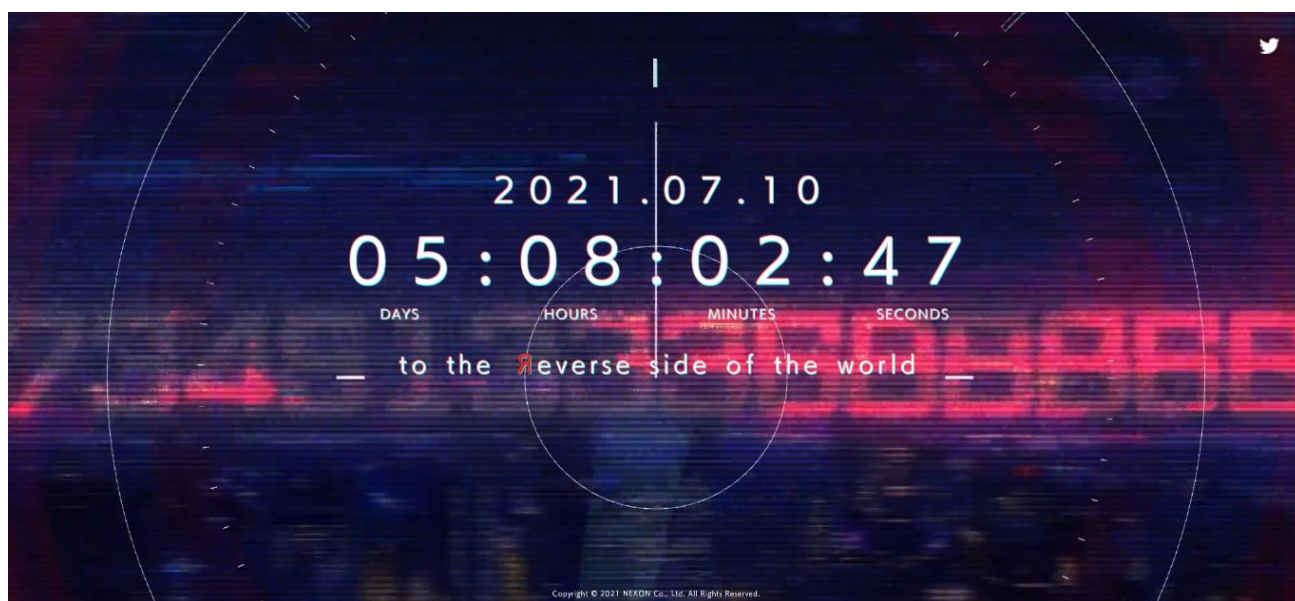 2021.07.10
05:08:02:47
DAYS HOURS MINUTES SECONDS
_ to the Яeverse side of the world _
Copyright © 2021 NEXON Co., Ltd. All Rights Reserved.